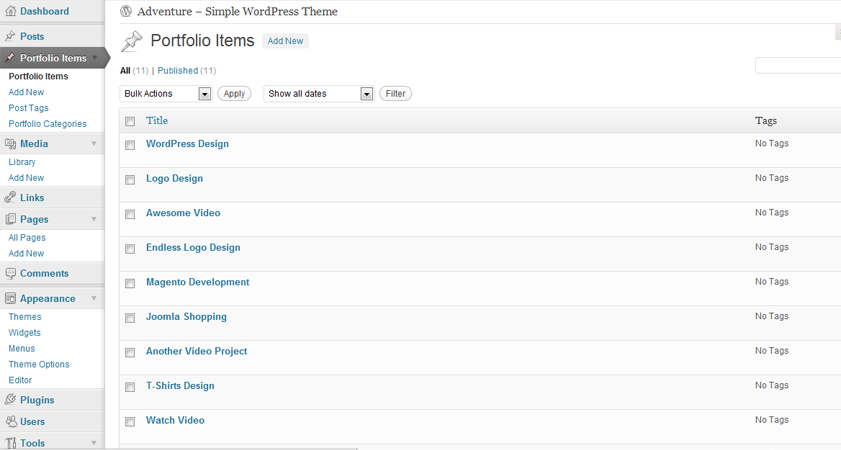 Dashboard
Posts
Portfolio Items
Portfolio Items
Add New
Post Tags
Portfolio Categories
Media
Library
Add New
Links
Pages
All Pages
Add New
Comments
Appearance
Themes
Widgets
Menus
Theme Options
Editor
Plugins
Users
Tools
Adventure – Simple WordPress Theme
Portfolio Items Add New
All (11) | Published (11)
Bulk Actions Apply Show all dates Filter
Title Tags
WordPress Design No Tags
Logo Design No Tags
Awesome Video No Tags
Endless Logo Design No Tags
Magento Development No Tags
Joomla Shopping No Tags
Another Video Project No Tags
T-Shirts Design No Tags
Watch Video No Tags